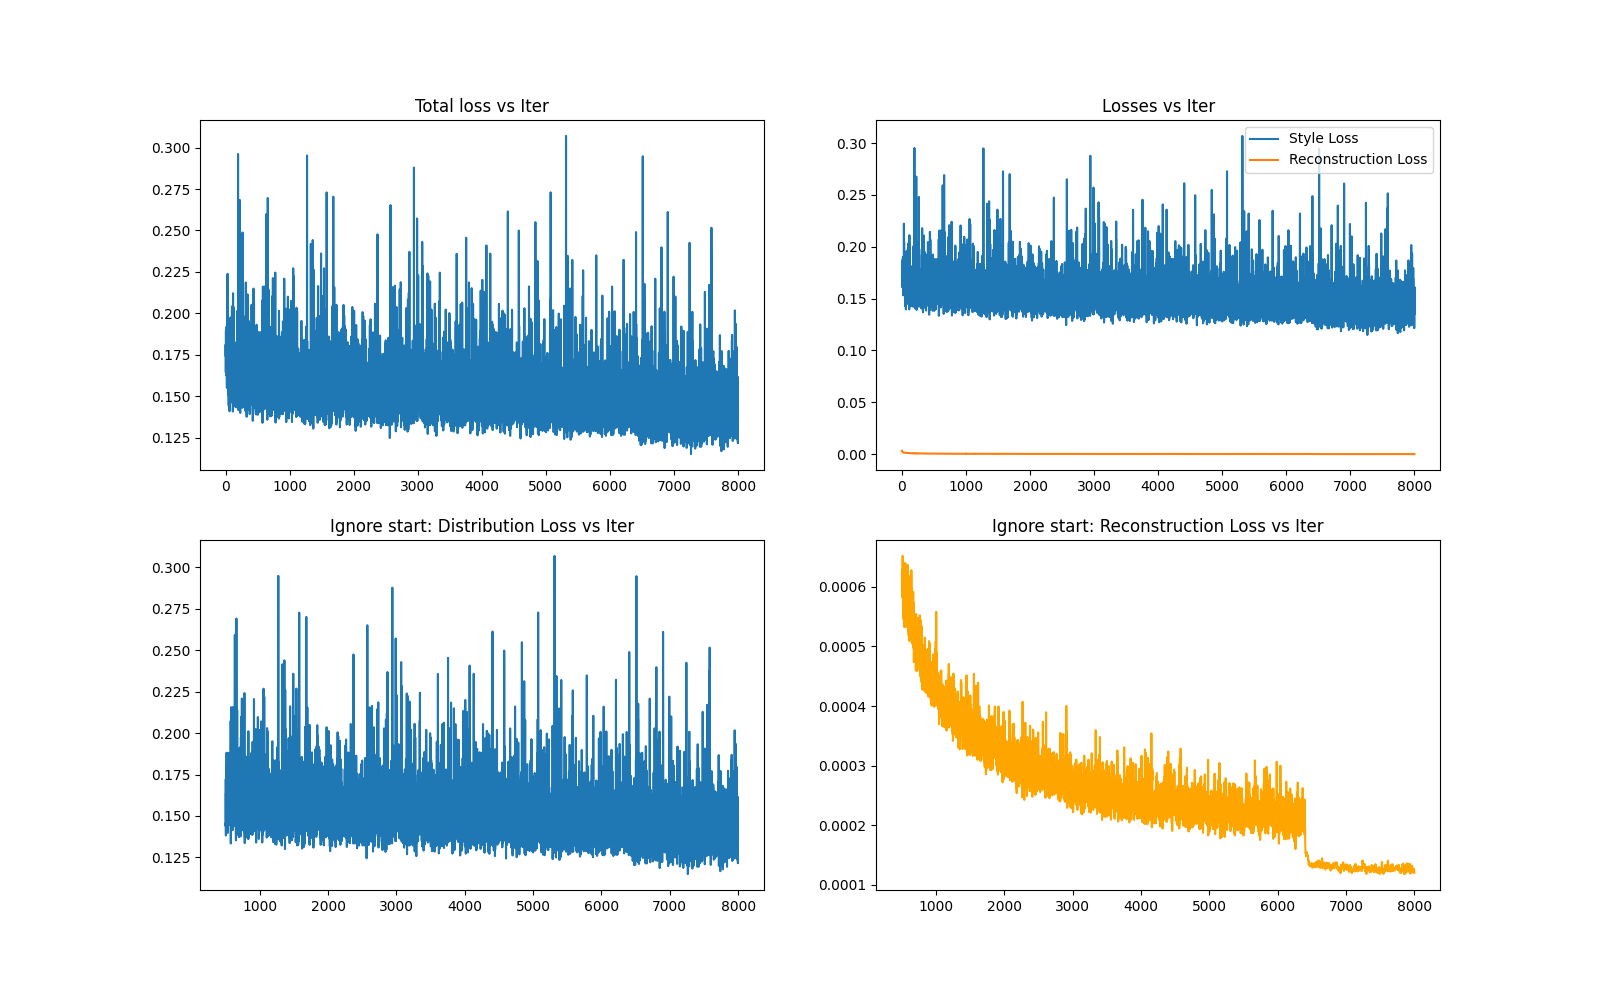 Total loss vs Iter
0.300
0.275
0.250
0.225
0.200
0.175
0.150
0.125
0 1000 2000 3000 4000 5000 6000 7000 8000
Losses vs Iter
Style Loss
Reconstruction Loss
0.30
0.25
0.20
0.15
0.10
0.05
0.00
0 1000 2000 3000 4000 5000 6000 7000 8000
Ignore start: Distribution Loss vs Iter
0.300
0.275
0.250
0.225
0.200
0.175
0.150
0.125
1000 2000 3000 4000 5000 6000 7000 8000
Ignore start: Reconstruction Loss vs Iter
0.0006
0.0005
0.0004
0.0003
0.0002
0.0001
1000 2000 3000 4000 5000 6000 7000 8000